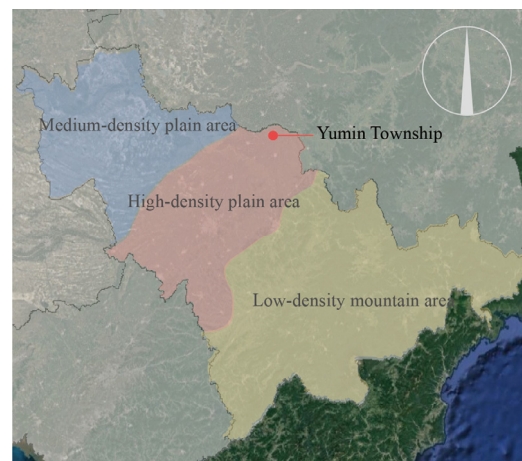 Medium-density plain area
Yumin Township
High-density plain area
Low-density mountain area